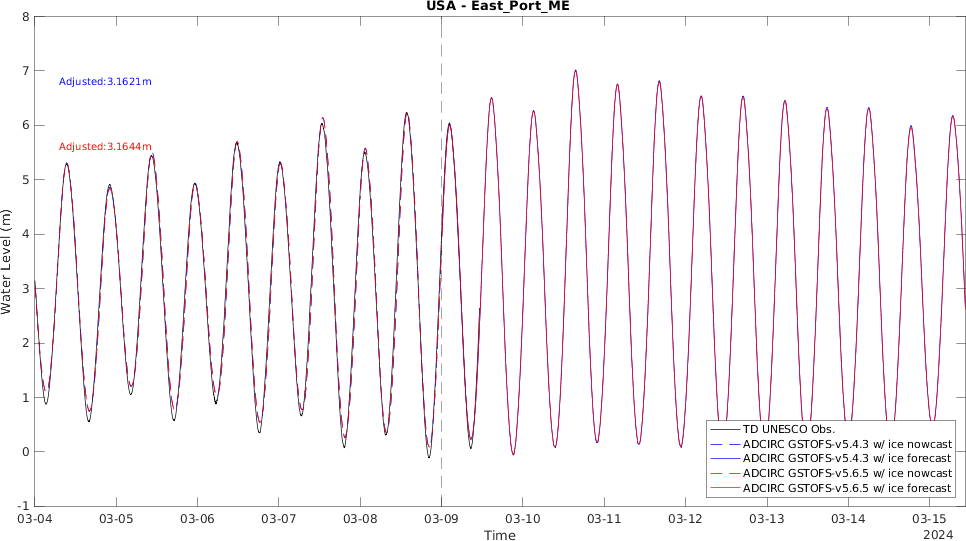 USA - East_Port_ME
8
7
6
5
4
3
2
1
0
-1
Water Level (m)
Adjusted:3.1621m
Adjusted:3.1644m
TD UNESCO Obs.
ADCIRC GSTOFS-v5.4.3 w/ ice nowcast
ADCIRC GSTOFS-v5.4.3 w/ ice forecast
ADCIRC GSTOFS-v5.6.5 w/ ice nowcast
ADCIRC GSTOFS-v5.6.5 w/ ice forecast
03-04 03-05 03-06 03-07 03-08 03-09 03-10 03-11 03-12 03-13 03-14 03-15
Time
2024